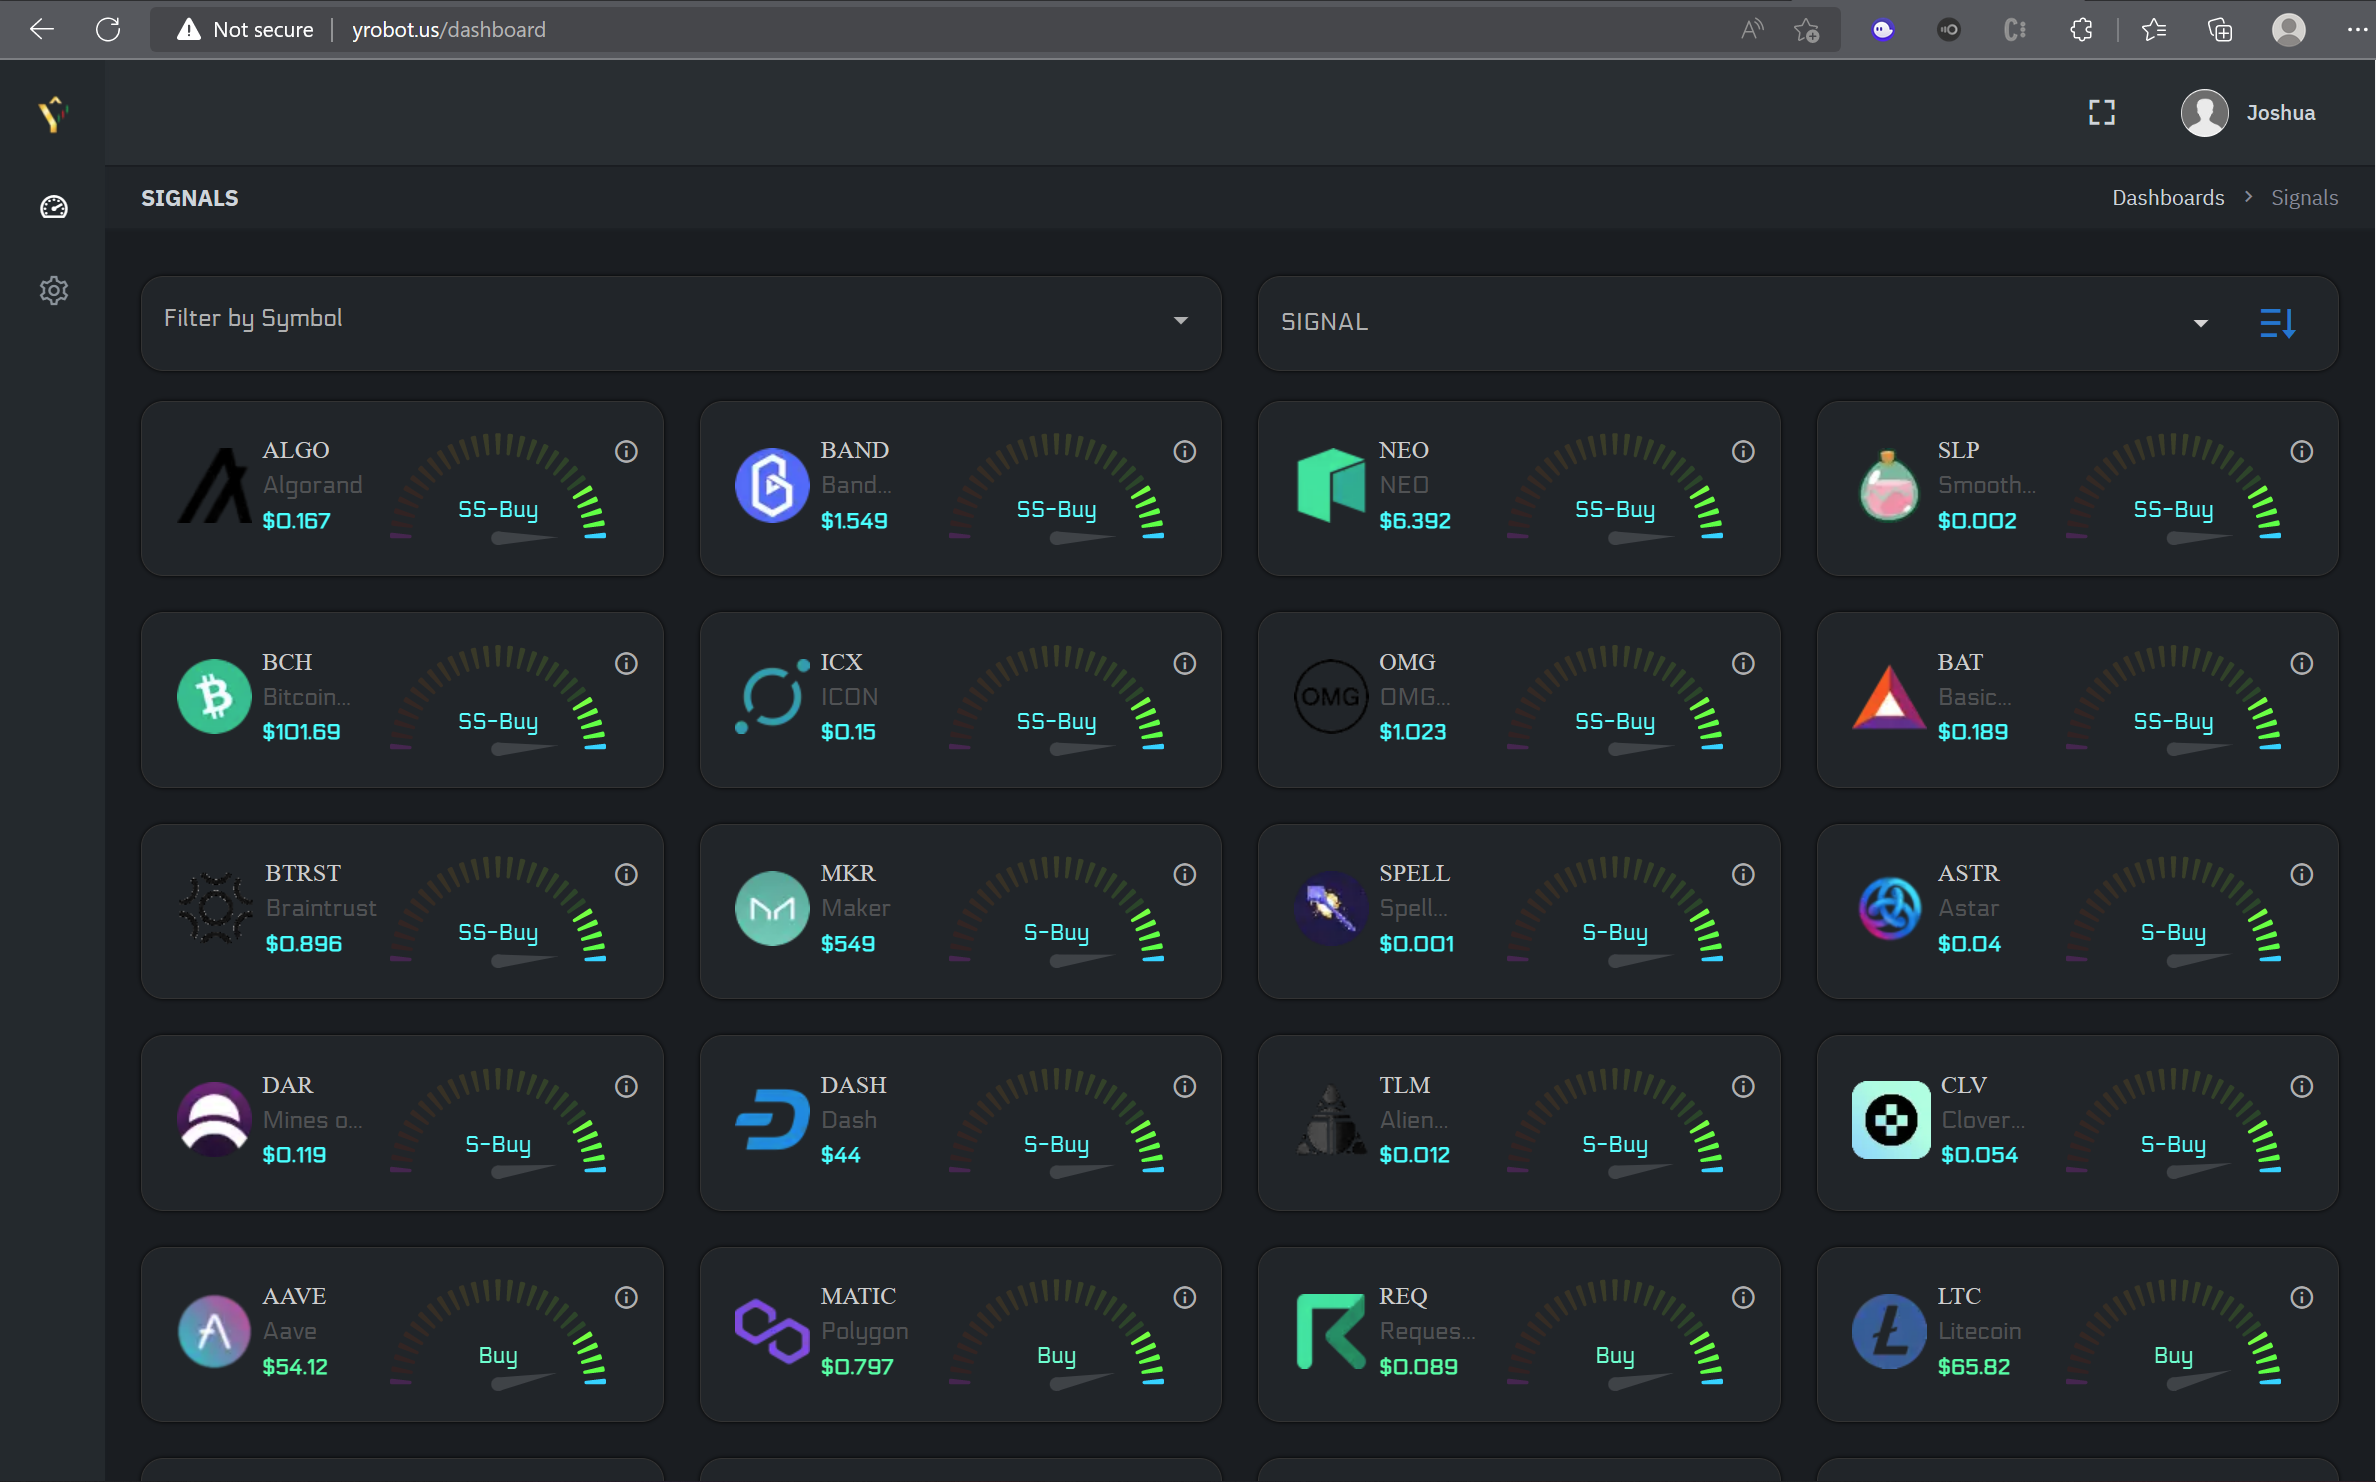 Not secure
yrobot.us/dashboard
Joshua
SIGNALS
Dashboards > Signals
Filter by Symbol
SIGNAL
ALGO
Algorand
$0.167
SS-Buy
BAND
Band...
$1.549
SS-Buy
NEO
NEO
$6.392
SS-Buy
SLP
Smooth...
$0.002
SS-Buy
BCH
Bitcoin...
$101.69
SS-Buy
ICX
ICON
$0.15
SS-Buy
OMG
OMG
OMG...
$1.023
SS-Buy
BAT
Basic...
$0.189
SS-Buy
BTRST
Braintrust
$0.896
SS-Buy
MKR
Maker
$549
S-Buy
SPELL
Spell...
$0.001
S-Buy
ASTR
Astar
$0.04
S-Buy
DAR
Mines o...
$0.119
S-Buy
DASH
Dash
$44
S-Buy
TLM
Alien...
$0.012
S-Buy
CLV
Clover...
$0.054
S-Buy
AAVE
Aave
$54.12
Buy
MATIC
Polygon
$0.797
Buy
REQ
Reques...
$0.089
Buy
LTC
Litecoin
$65.82
Buy